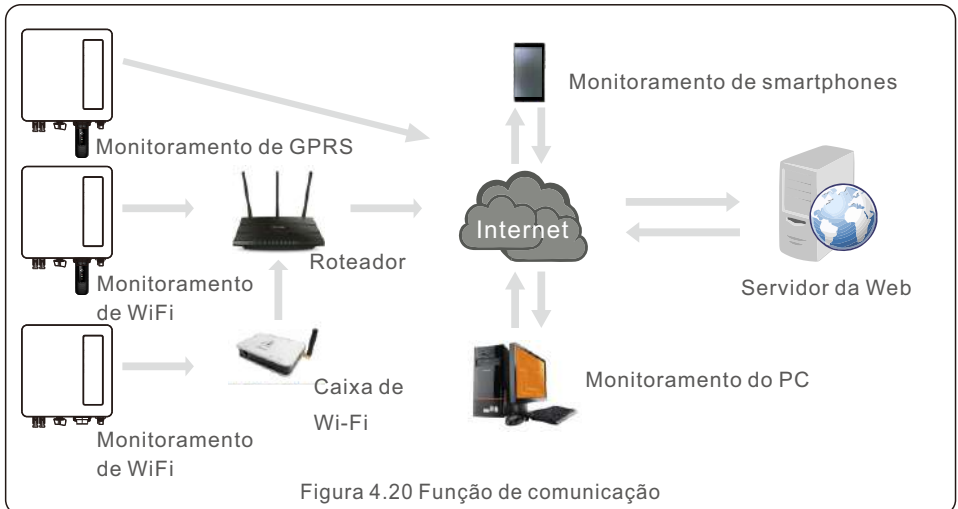 Monitoramento de smartphones
Monitoramento de GPRS
Internet
Roteador
Monitoramento
de WiFi
Servidor da Web
Caixa de
Wi-Fi
Monitoramento do PC
Monitoramento
de WiFi
Figura 4.20 Função de comunicação